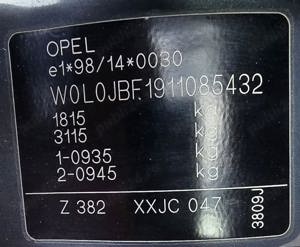 OPEL
e1*98/14*0030
W0L0JBF1911085432
1815 kg
3115 kg
1-0935 kg
2-0945 kg
Z 382 XXJC 047
3809J